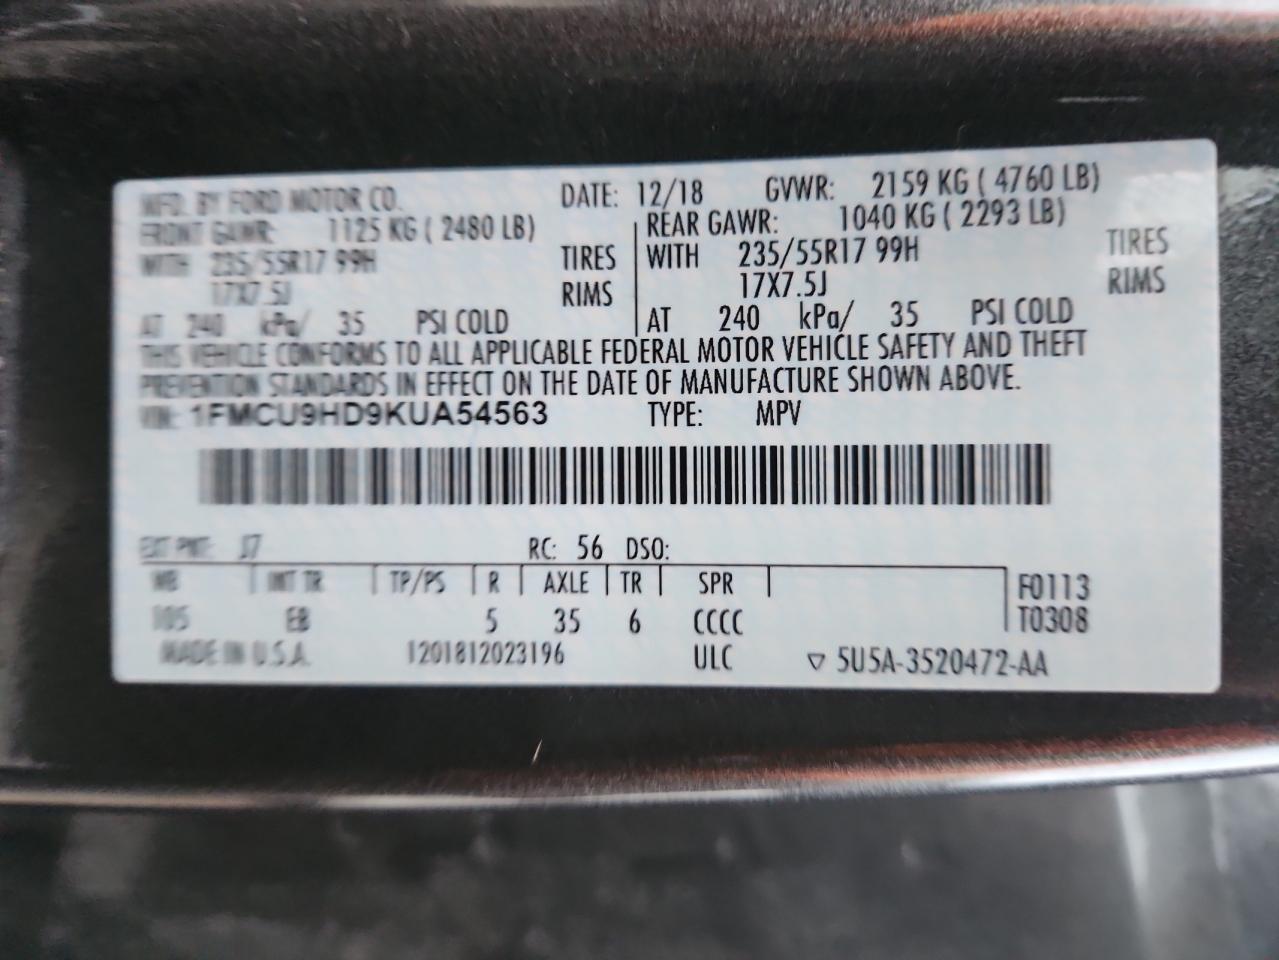 MFD. BY FORD MOTOR CO. DATE: 12/18 GVWR: 2159 KG ( 4760 LB)
FRONT GAWR: 1125 KG ( 2480 LB) REAR GAWR: 1040 KG ( 2293 LB)
WITH 235/55R17 99H TIRES WITH 235/55R17 99H TIRES
17X7.5J RIMS 17X7.5J RIMS
AT 240 kPa/ 35 PSI COLD AT 240 kPa/ 35 PSI COLD
THIS VEHICLE CONFORMS TO ALL APPLICABLE FEDERAL MOTOR VEHICLE SAFETY AND THEFT
PREVENTION STANDARDS IN EFFECT ON THE DATE OF MANUFACTURE SHOWN ABOVE.
VIN: 1FMCU9HD9KUA54563 TYPE: MPV
EXT PNT: J7 RC: 56 DSO:
WB INT TR TP/PS R AXLE TR SPR F0113
105 EB 5 35 6 CCCC T0308
MADE IN U.S.A. 1201812023196 ULC ▽ 5U5A-3520472-AA